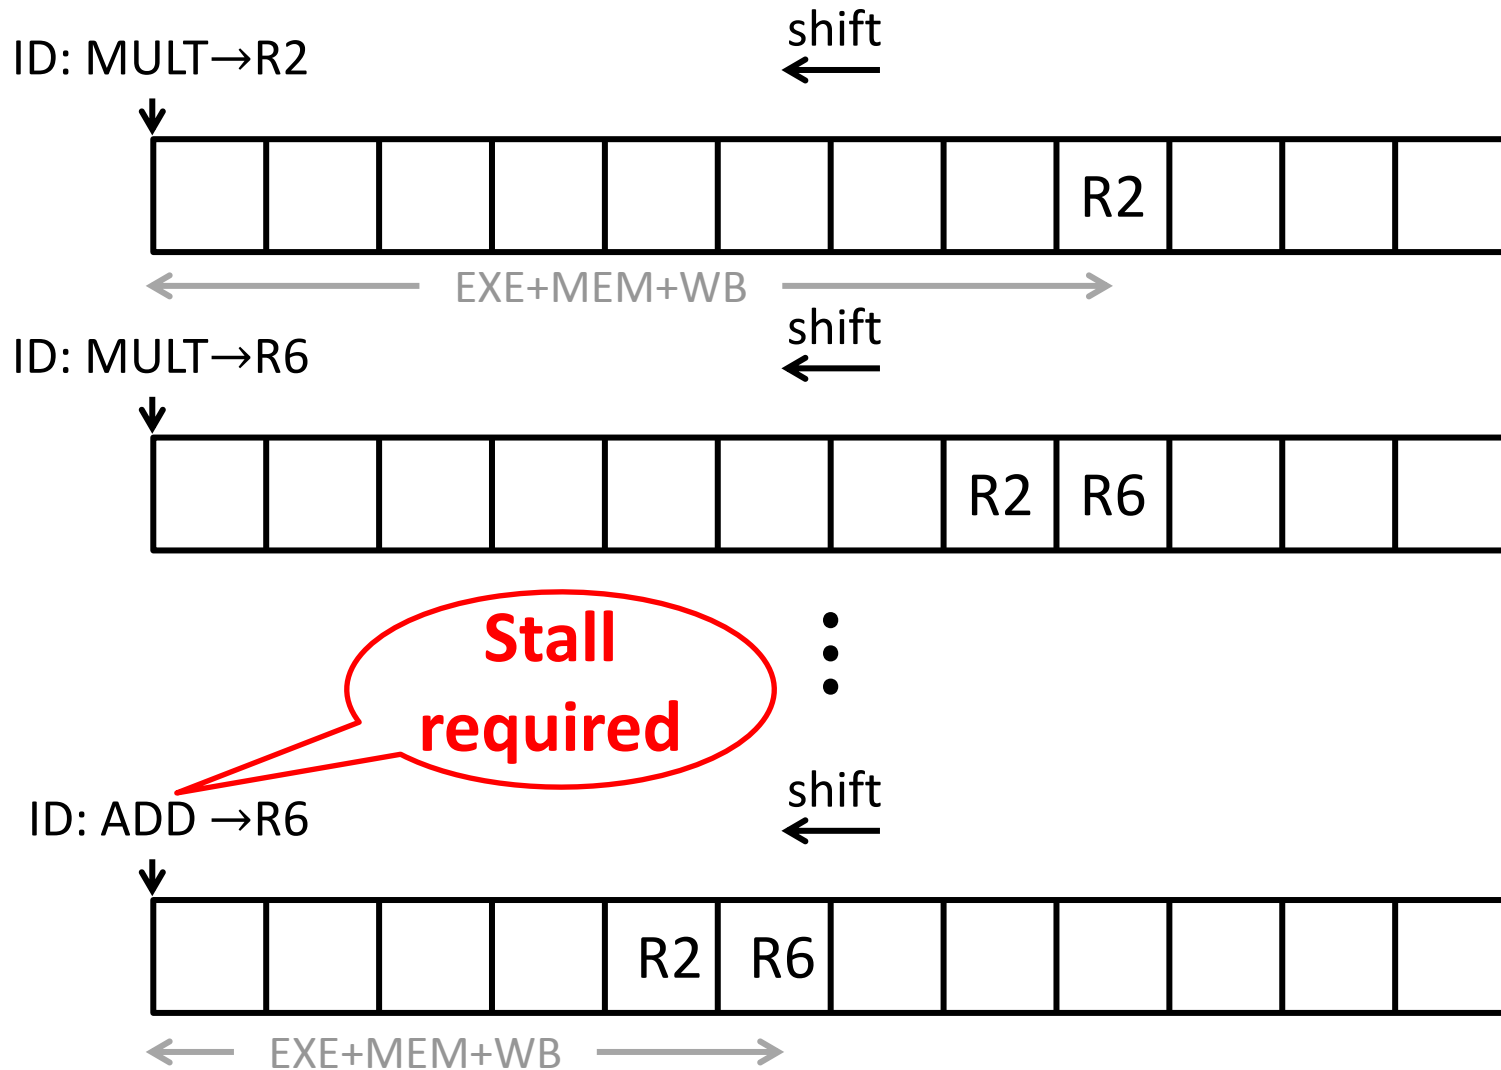 shift
ID: MULT→R2
R2
EXE+MEM+WB
shift
ID: MULT→R6
R2 R6
Stall
required
shift
ID: ADD →R6
R2 R6
EXE+MEM+WB